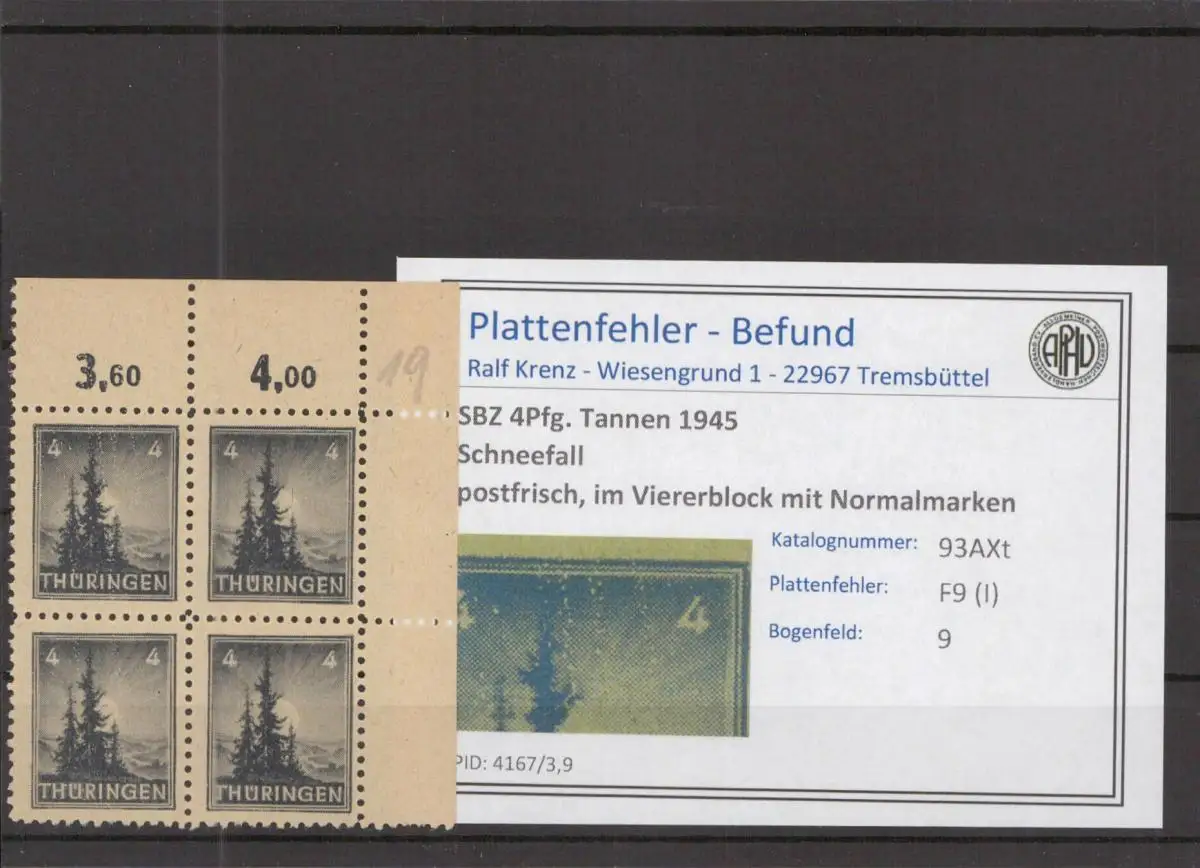 3,60
4,00
19
4 4
THÜRINGEN
4 4
THÜRINGEN
4 4
THÜRINGEN
4 4
THÜRINGEN
Plattenfehler - Befund
Ralf Krenz - Wiesengrund 1 - 22967 Tremsbüttel
APHV
SBZ 4Pfg. Tannen 1945
Schneefall
postfrisch, im Viererblock mit Normalmarken
4
Katalognummer: 93AXt
Plattenfehler: F9 (I)
Bogenfeld: 9
PID: 4167/3,9